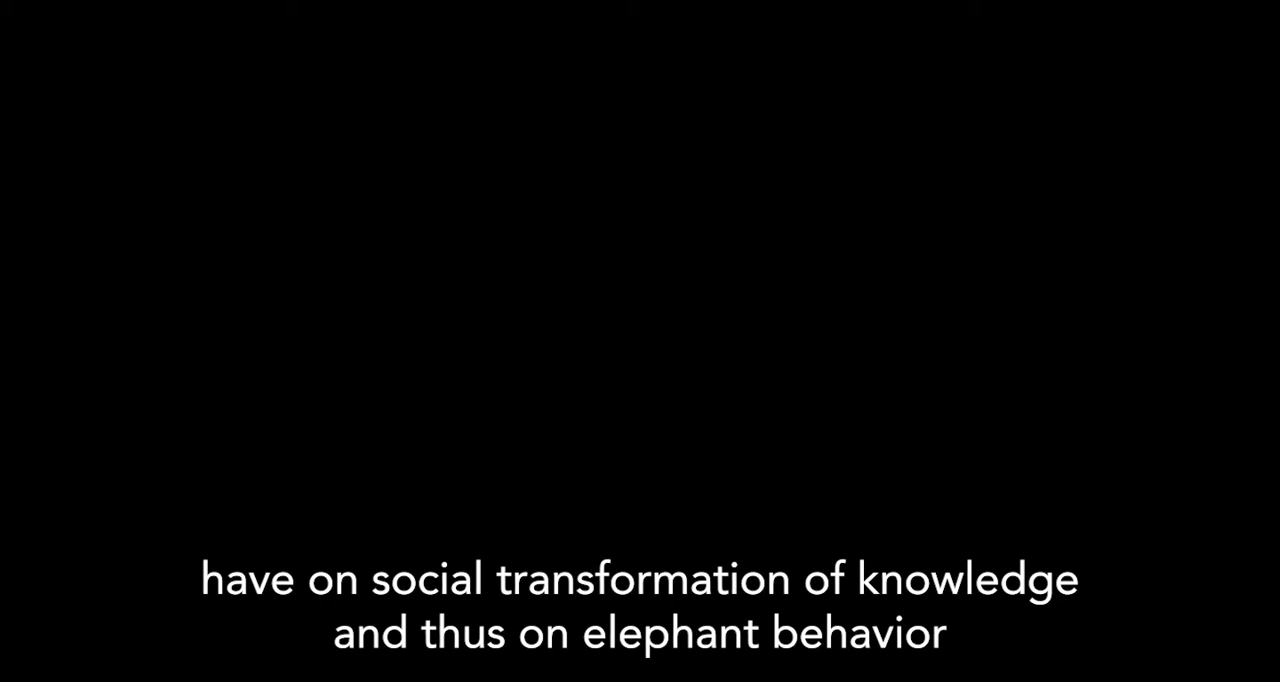 have on social transformation of knowledge
and thus on elephant behavior